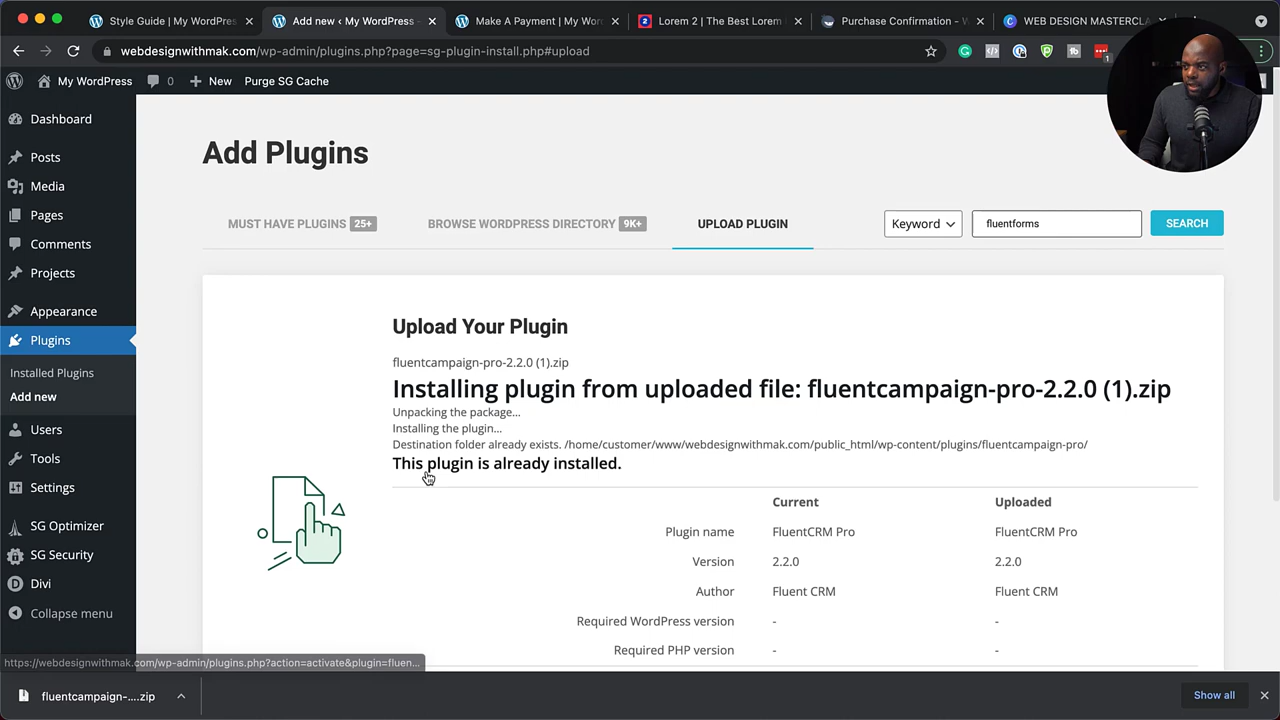 Style Guide | My WordPress
Add new ‹ My WordPress
Make A Payment | My Wor
Lorem 2 | The Best Lorem
Purchase Confirmation - W
WEB DESIGN MASTERCLA
webdesignwithmak.com/wp-admin/plugins.php?page=sg-plugin-install.php#upload
My WordPress 0 New Purge SG Cache
Dashboard
Posts
Media
Pages
Comments
Projects
Appearance
Plugins
Installed Plugins
Add new
Users
Tools
Settings
SG Optimizer
SG Security
Divi
Collapse menu
Add Plugins
MUST HAVE PLUGINS 25+ BROWSE WORDPRESS DIRECTORY 9K+ UPLOAD PLUGIN Keyword fluentforms SEARCH
Upload Your Plugin
fluentcampaign-pro-2.2.0 (1).zip
Installing plugin from uploaded file: fluentcampaign-pro-2.2.0 (1).zip
Unpacking the package...
Installing the plugin...
Destination folder already exists. /home/customer/www/webdesignwithmak.com/public_html/wp-content/plugins/fluentcampaign-pro/
This plugin is already installed.
Current Uploaded
Plugin name FluentCRM Pro FluentCRM Pro
Version 2.2.0 2.2.0
Author Fluent CRM Fluent CRM
Required WordPress version - -
Required PHP version - -
https://webdesignwithmak.com/wp-admin/plugins.php?action=activate&plugin=fluen...
fluentcampaign-....zip Show all